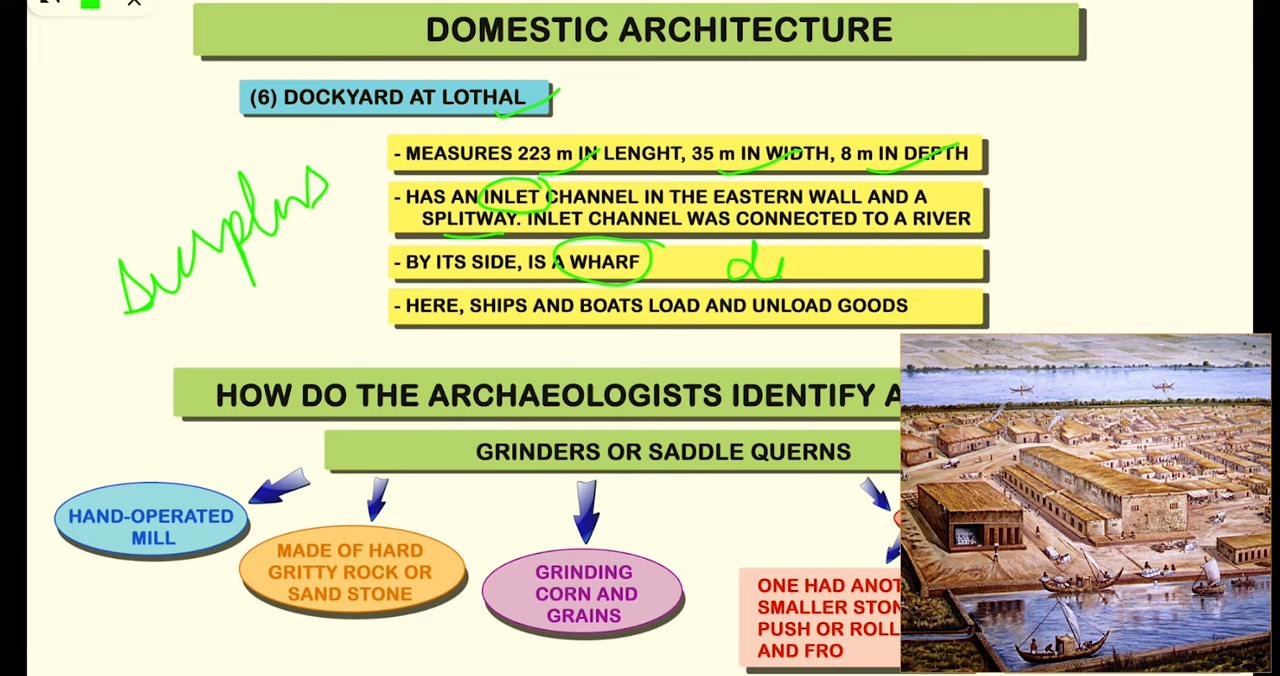 DOMESTIC ARCHITECTURE
(6) DOCKYARD AT LOTHAL
- MEASURES 223 m IN LENGHT, 35 m IN WIDTH, 8 m IN DEPTH
- HAS AN INLET CHANNEL IN THE EASTERN WALL AND A
SPLITWAY. INLET CHANNEL WAS CONNECTED TO A RIVER
Surplus
- BY ITS SIDE, IS A WHARF
- HERE, SHIPS AND BOATS LOAD AND UNLOAD GOODS
HOW DO THE ARCHAEOLOGISTS IDENTIFY
GRINDERS OR SADDLE QUERNS
HAND-OPERATED
MILL
MADE OF HARD
GRITTY ROCK OR
SAND STONE
GRINDING
CORN AND
GRAINS
ONE HAD ANOT
SMALLER STON
PUSH OR ROLL
AND FRO